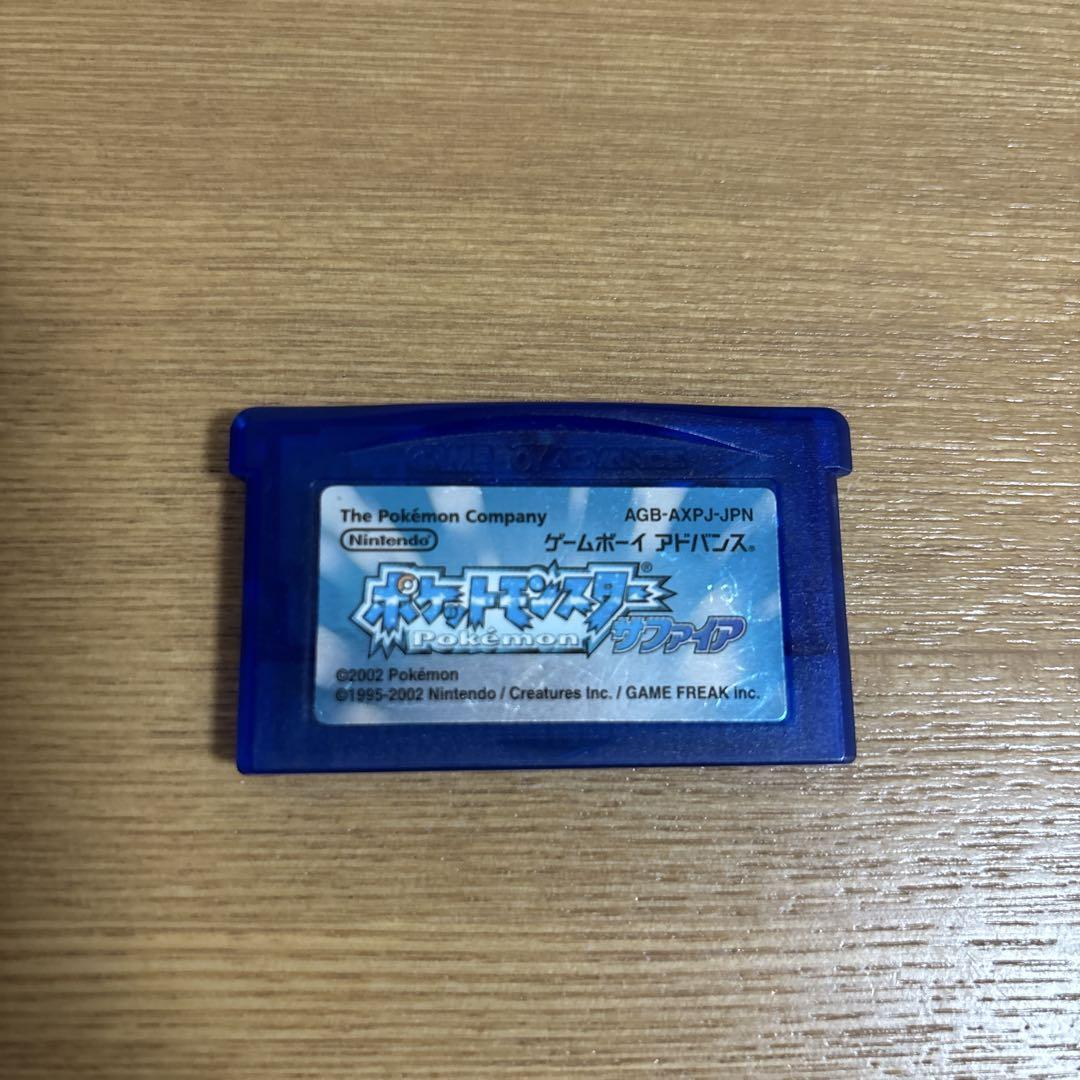 GAME BOY ADVANCE
The Pokémon Company
AGB-AXPJ-JPN
Nintendo
ゲームボーイ アドバンス®
ポケットモンスター®
Pokémon
サファイア
©2002 Pokémon
©1995-2002 Nintendo / Creatures Inc. / GAME FREAK inc.